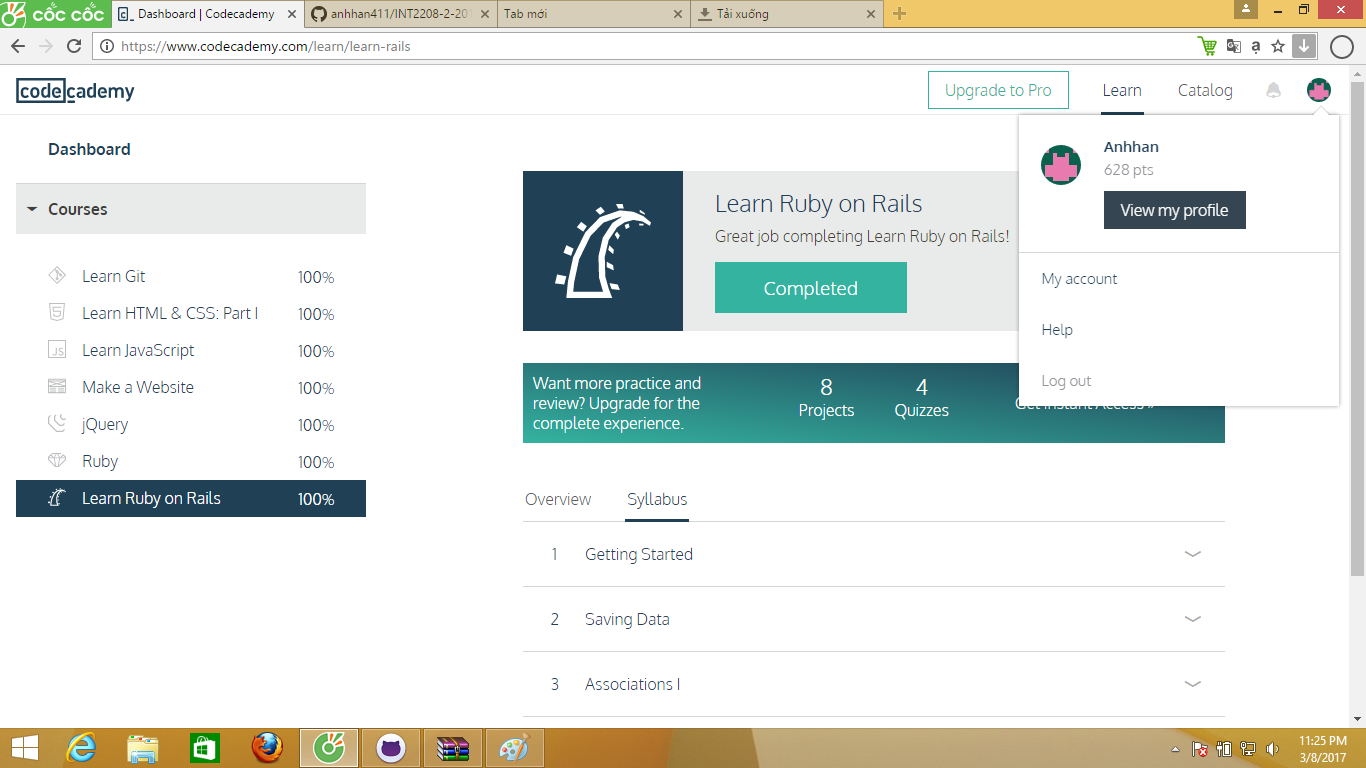 cốc cốc
Dashboard | Codecademy
anhhan411/INT2208-2-201
Tab mới
Tải xuống
https://www.codecademy.com/learn/learn-rails
codecademy
Upgrade to Pro
Learn
Catalog
Anhhan
628 pts
View my profile
My account
Help
Log out
Dashboard
Courses
Learn Git 100%
Learn HTML & CSS: Part I 100%
JS Learn JavaScript 100%
Make a Website 100%
jQuery 100%
Ruby 100%
Learn Ruby on Rails 100%
Learn Ruby on Rails
Great job completing Learn Ruby on Rails!
Completed
Want more practice and
review? Upgrade for the
complete experience.
8
Projects
4
Quizzes
Get Instant Access »
Overview
Syllabus
1 Getting Started
2 Saving Data
3 Associations I
11:25 PM
3/8/2017